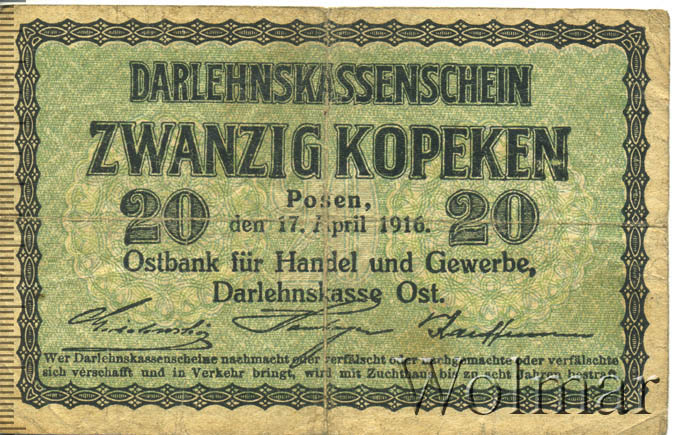 DARLEHNSKASSENSCHEIN
ZWANZIG KOPEKEN
Posen,
20 den 17. April 1916. 20
Ostbank für Handel und Gewerbe,
Darlehnskasse Ost.
Wer Darlehnskassenscheine nachmacht oder verfälscht oder nachgemachte oder verfälschte
sich verschafft und in Verkehr bringt, wird mit Zuchthaus bis zu acht Jahren bestraft.
Wolmar